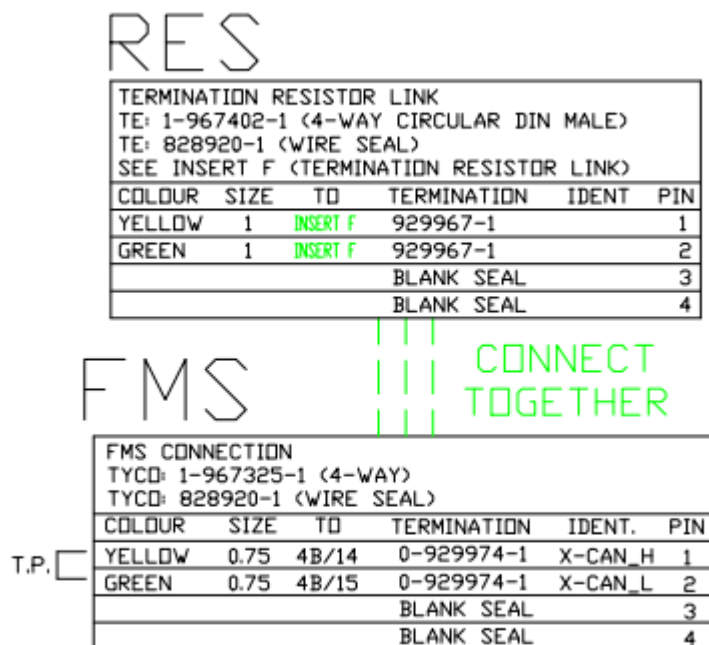 RES
TERMINATION RESISTOR LINK
TE: 1-967402-1 (4-WAY CIRCULAR DIN MALE)
TE: 828920-1 (WIRE SEAL)
SEE INSERT F (TERMINATION RESISTOR LINK)
COLOUR SIZE TO TERMINATION IDENT PIN
YELLOW 1 INSERT F 929967-1 1
GREEN 1 INSERT F 929967-1 2
BLANK SEAL 3
BLANK SEAL 4
CONNECT
TOGETHER
FMS
FMS CONNECTION
TYCO: 1-967325-1 (4-WAY)
TYCO: 828920-1 (WIRE SEAL)
COLOUR SIZE TO TERMINATION IDENT. PIN
T.P. YELLOW 0.75 4B/14 0-929974-1 X-CAN_H 1
GREEN 0.75 4B/15 0-929974-1 X-CAN_L 2
BLANK SEAL 3
BLANK SEAL 4